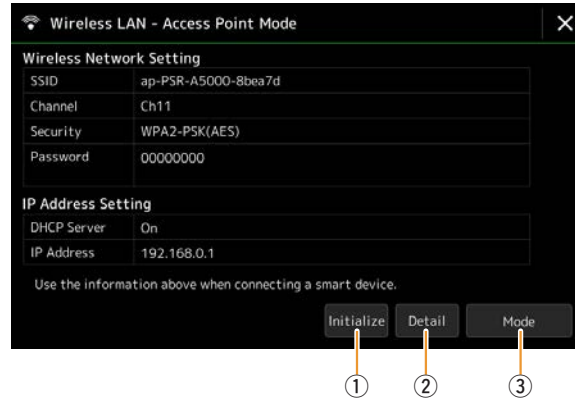 Wireless LAN - Access Point Mode
Wireless Network Setting
SSID ap-PSR-A5000-8bea7d
Channel Ch11
Security WPA2-PSK(AES)
Password 00000000
IP Address Setting
DHCP Server On
IP Address 192.168.0.1
Use the information above when connecting a smart device.
Initialize Detail Mode
① ② ③